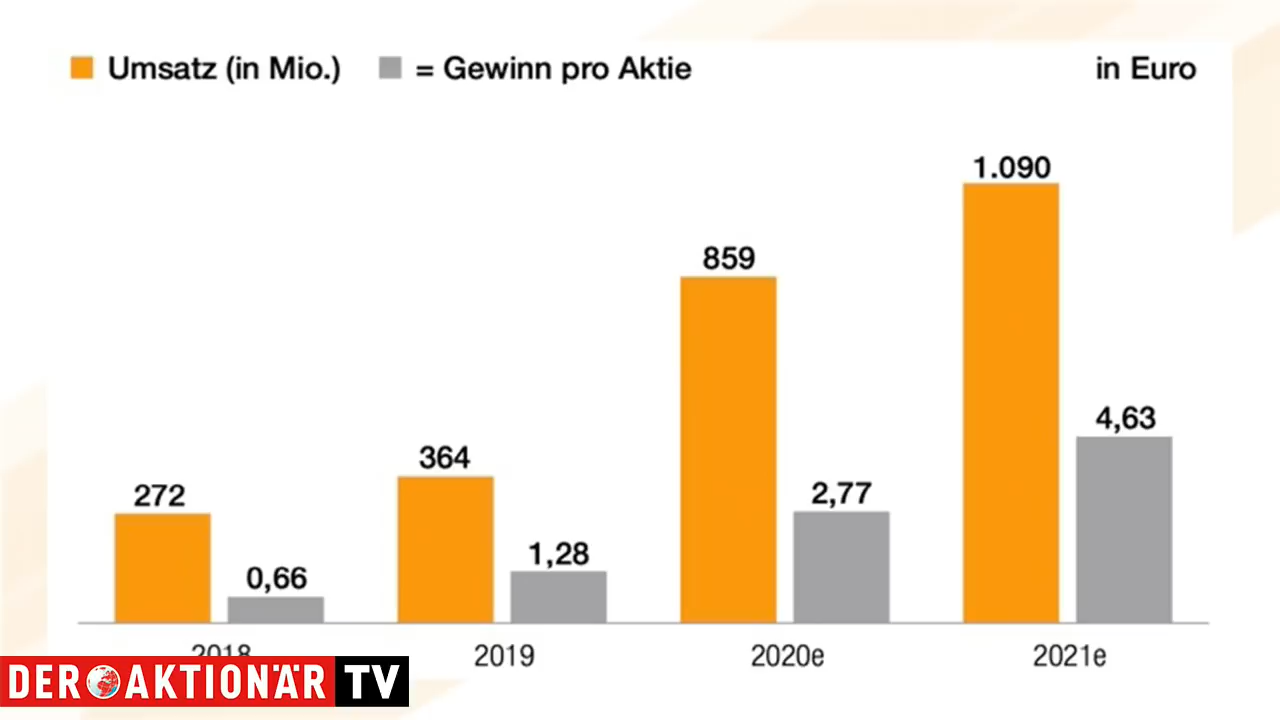 Umsatz (in Mio.) = Gewinn pro Aktie in Euro
1.090
859
4,63
364
2,77
272
1,28
0,66
2018 2019 2020e 2021e
DER AKTIONÄR TV